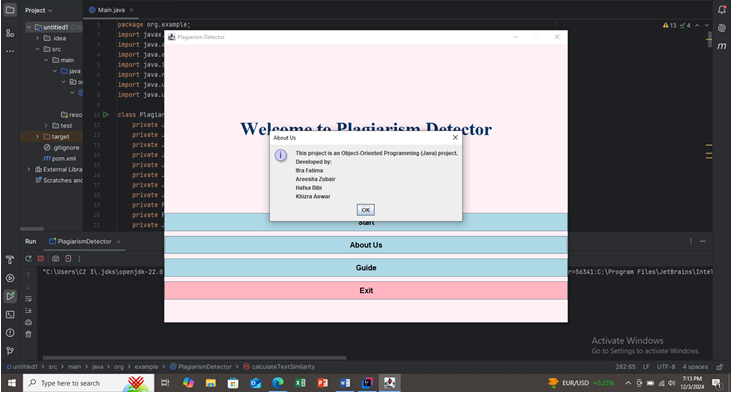 Project
Main.java
untitled1
.idea
src
main
java
test
target
.gitignore
pom.xml
External Libra
Scratches and
1 package org.example;
2 import javax.
3 import java.a
4 import java.a
5 import java.i
6 import java.n
7 import java.u
8 import java.u
10 class Plagiar
11 private
12 private
13 private
14 private
15 private
16 private
17 private
18 private F
19 private
13 4
Plagiarism Detector
Welcome to Plagiarism Detector
About Us
This project is an Object-Oriented Programming (Java) project.
Developed by:
Ifra Fatima
Areesha Zubair
Hafsa Bibi
Khizra Anwar
OK
Start
About Us
Guide
Exit
Run PlagiarismDetector
"C:\Users\CZ 3\.jdks\openjdk-22.0
=56341:C:\Program Files\JetBrains\Inte
Activate Windows
Go to Settings to activate Windows.
untitled1 > src > main > java > org > example > PlagiarismDetector > calculateTextSimilarity
282:65 LF UTF-8 4 spaces
Type here to search
EUR/USD +0.25%
7:13 PM
12/3/2024